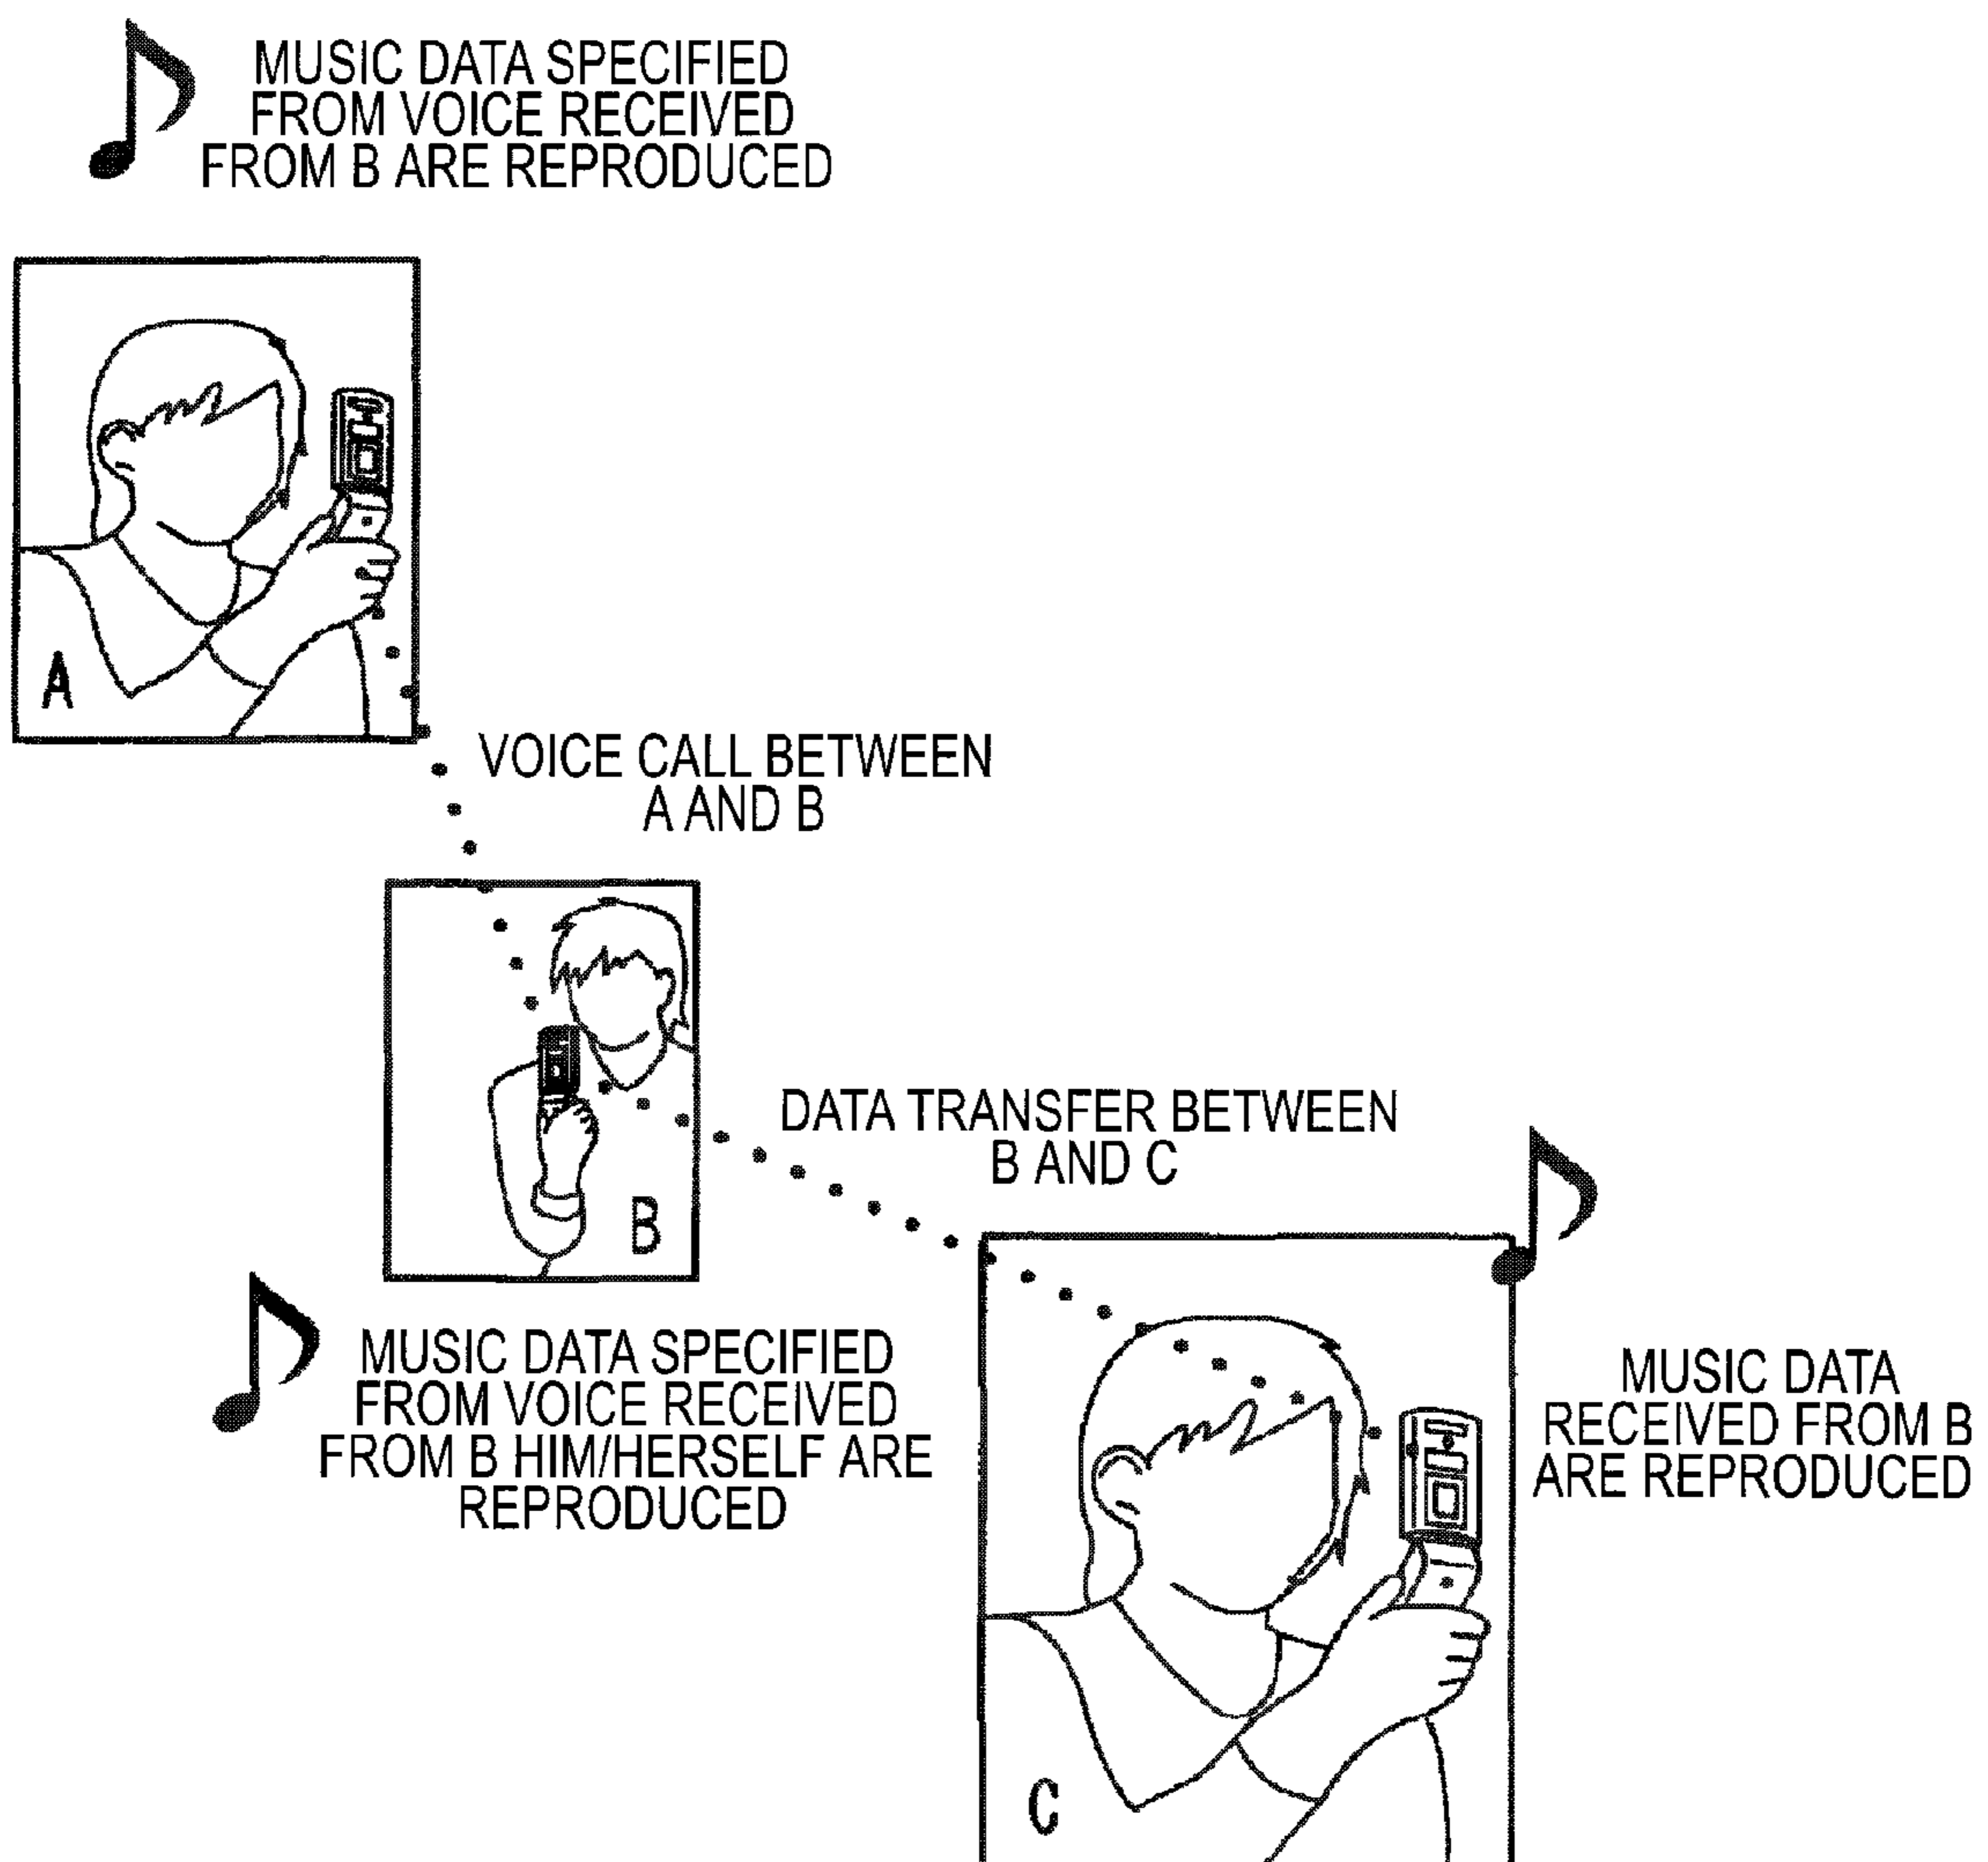 MUSIC DATA SPECIFIED
FROM VOICE RECEIVED
FROM B ARE REPRODUCED
A
VOICE CALL BETWEEN
A AND B
B
DATA TRANSFER BETWEEN
B AND C
MUSIC DATA SPECIFIED
FROM VOICE RECEIVED
FROM B HIM/HERSELF ARE
REPRODUCED
MUSIC DATA
RECEIVED FROM B
ARE REPRODUCED
C